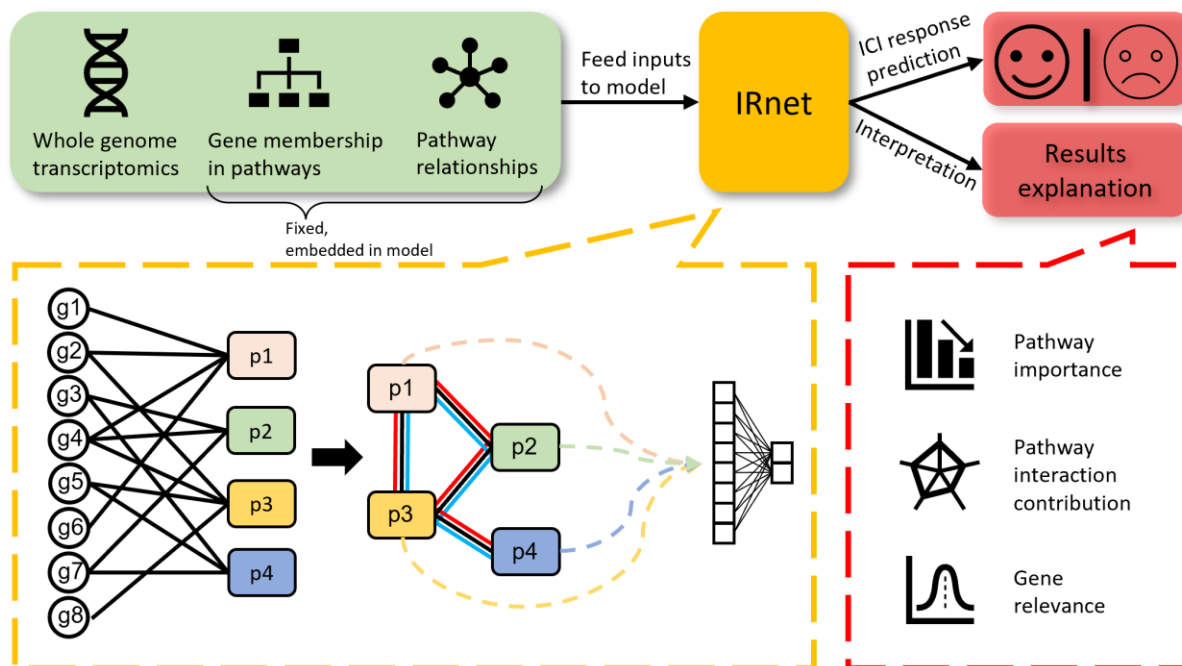 Whole genome
transcriptomics
Gene membership
in pathways
Pathway
relationships
Fixed,
embedded in model
Feed inputs
to model
IRnet
ICI response
prediction
Interpretation
Results
explanation
g1
g2
g3
g4
g5
g6
g7
g8
p1
p2
p3
p4
p1
p2
p3
p4
Pathway
importance
Pathway
interaction
contribution
Gene
relevance